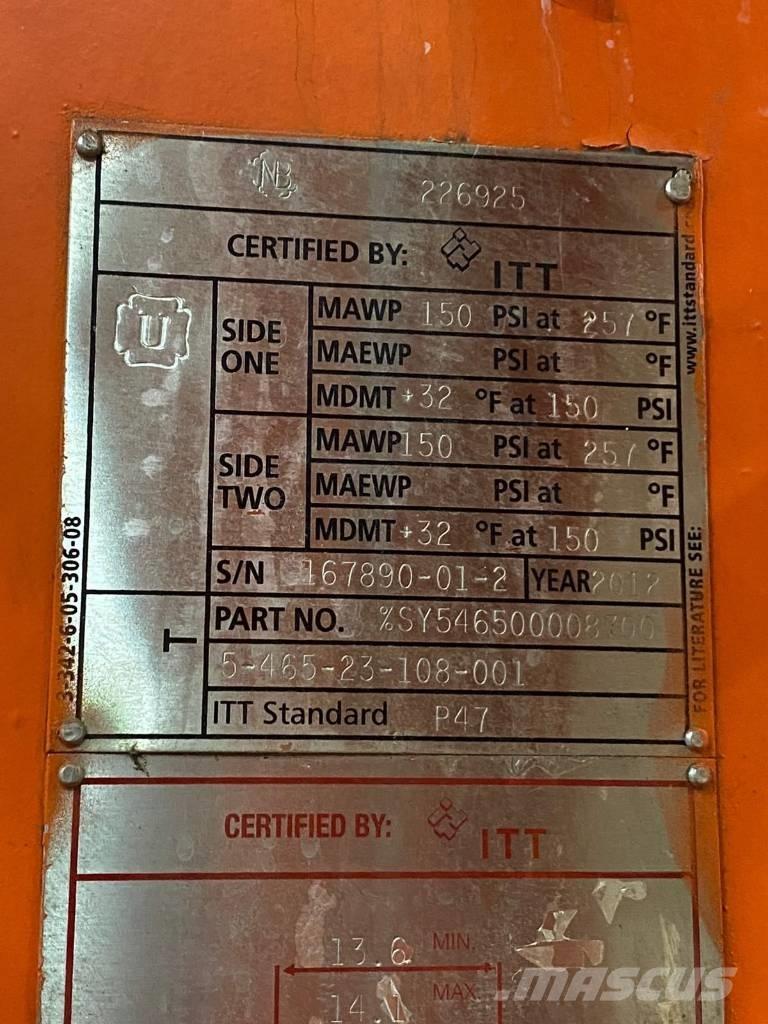 NB 226925
CERTIFIED BY: ITT
U
SIDE ONE
MAWP 150 PSI at 257 °F
MAEWP PSI at °F
MDMT +32 °F at 150 PSI
SIDE TWO
MAWP 150 PSI at 257 °F
MAEWP PSI at °F
MDMT +32 °F at 150 PSI
S/N 167890-01-2 YEAR 2012
T
PART NO.
5-465-23-108-001
ITT Standard P47
3-342-6-05-306-08
FOR LITERATURE SEE:
CERTIFIED BY: ITT
13.6 MIN.
14.1 MAX.
MASCUS